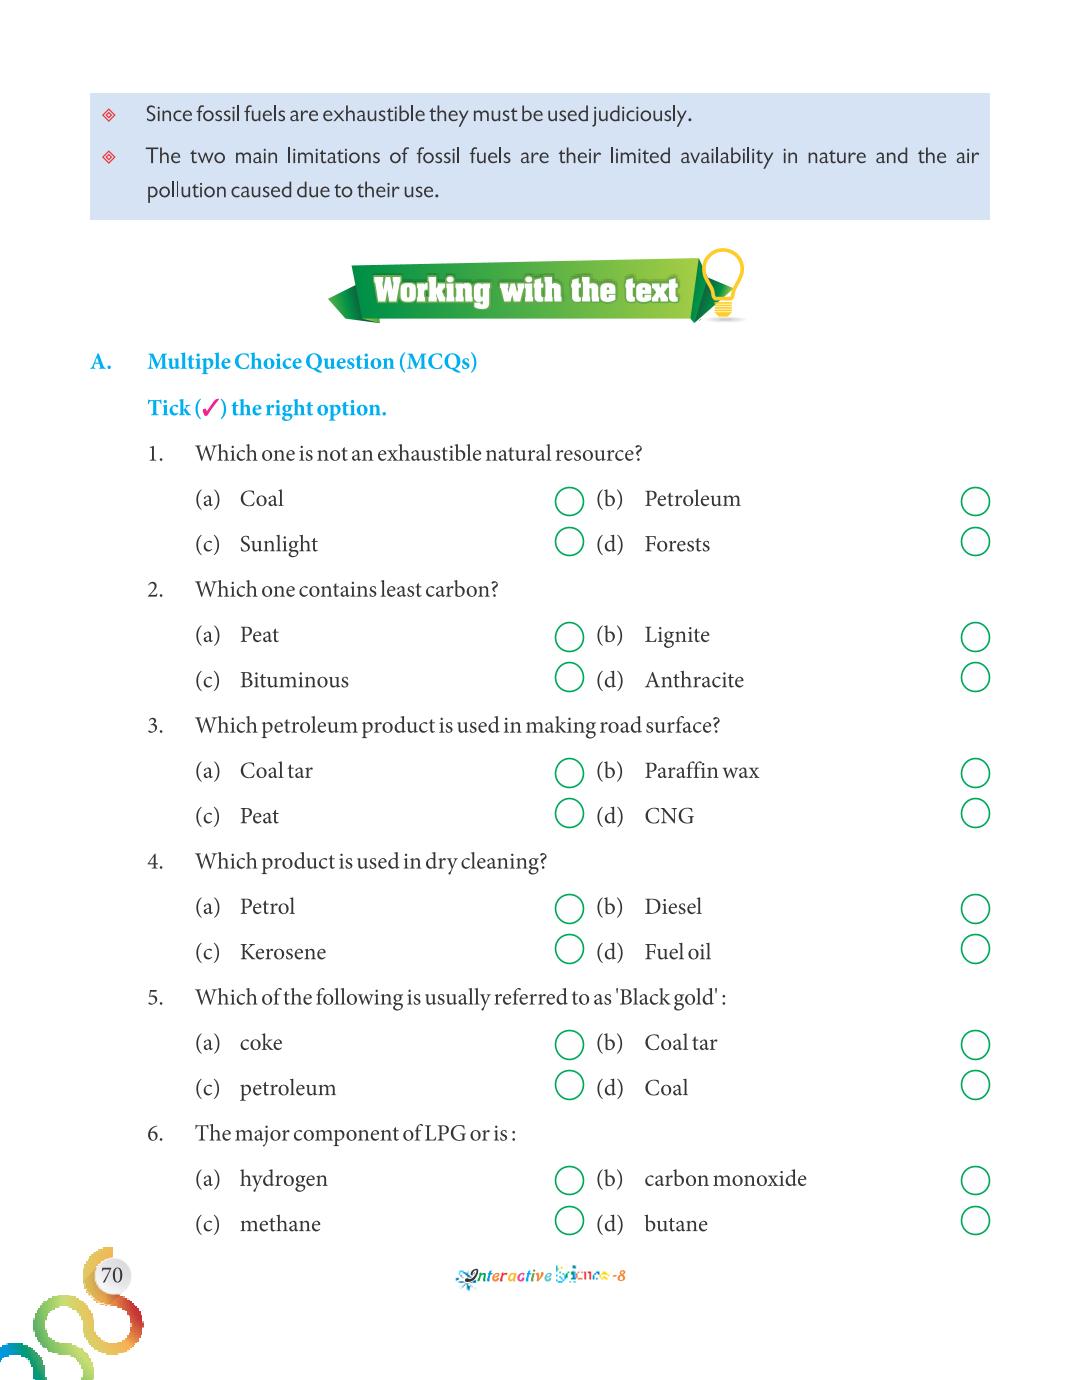 Since fossil fuels are exhaustible they must be used judiciously.
The two main limitations of fossil fuels are their limited availability in nature and the air
pollution caused due to their use.
Working with the text
A. Multiple Choice Question (MCQs)
Tick (✓) the right option.
1. Which one is not an exhaustible natural resource?
(a) Coal (b) Petroleum
(c) Sunlight (d) Forests
2. Which one contains least carbon?
(a) Peat (b) Lignite
(c) Bituminous (d) Anthracite
3. Which petroleum product is used in making road surface?
(a) Coal tar (b) Paraffin wax
(c) Peat (d) CNG
4. Which product is used in dry cleaning?
(a) Petrol (b) Diesel
(c) Kerosene (d) Fuel oil
5. Which of the following is usually referred to as 'Black gold' :
(a) coke (b) Coal tar
(c) petroleum (d) Coal
6. The major component of LPG or is :
(a) hydrogen (b) carbon monoxide
(c) methane (d) butane
70
Interactive Science-8